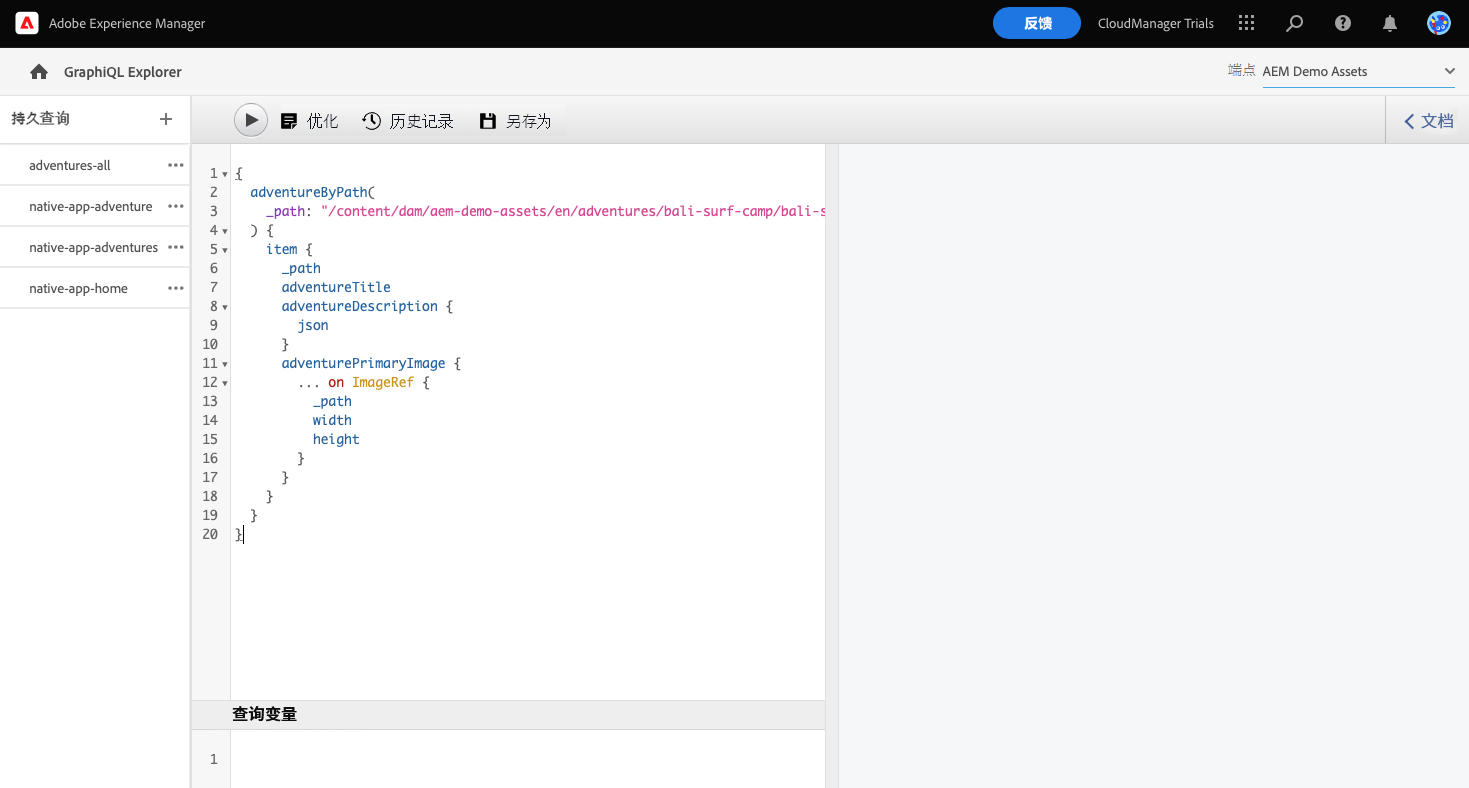 Adobe Experience Manager
反馈
CloudManager Trials
GraphiQL Explorer
端点 AEM Demo Assets
持久查询
优化
历史记录
另存为
文档
adventures-all
native-app-adventure
native-app-adventures
native-app-home
1 {
2 adventureByPath(
3 _path: "/content/dam/aem-demo-assets/en/adventures/bali-surf-camp/bali-s
4 ) {
5 item {
6 _path
7 adventureTitle
8 adventureDescription {
9 json
10 }
11 adventurePrimaryImage {
12 ... on ImageRef {
13 _path
14 width
15 height
16 }
17 }
18 }
19 }
20 }
查询变量
1